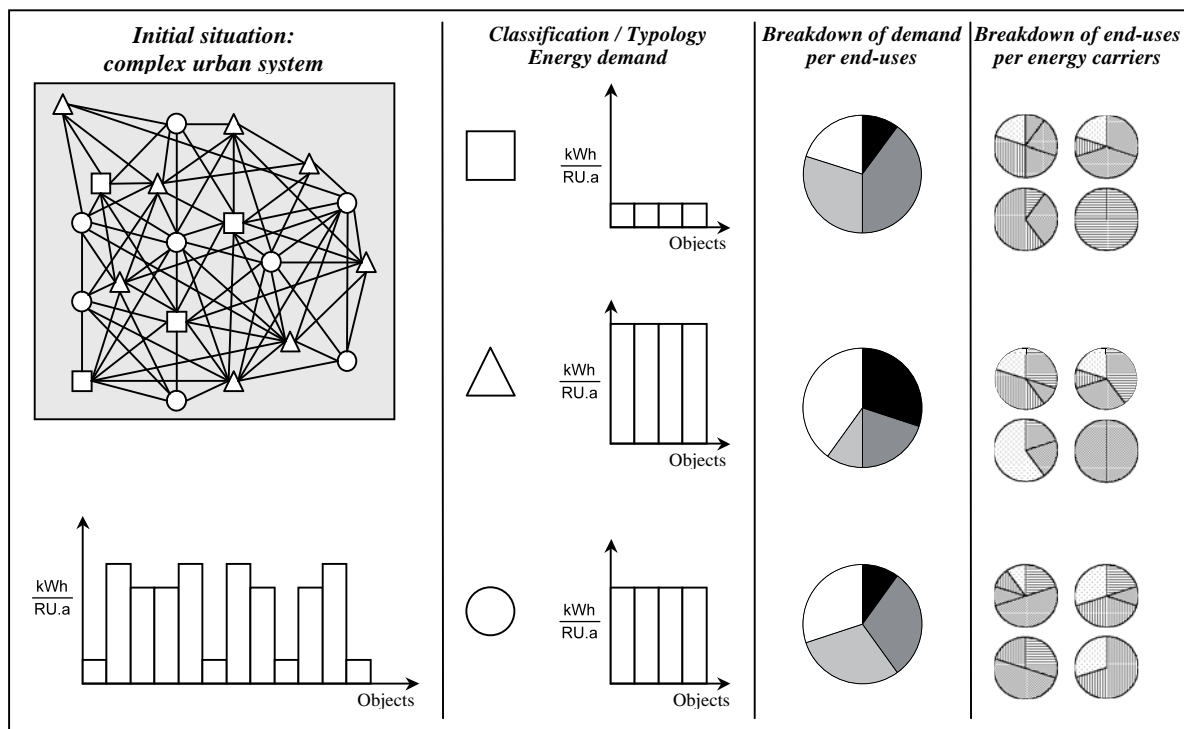 Initial situation:
complex urban system
Classification / Typology
Energy demand
Breakdown of demand
per end-uses
Breakdown of end-uses
per energy carriers
kWh
RU.a
Objects
kWh
RU.a
Objects
kWh
RU.a
Objects
kWh
RU.a
Objects